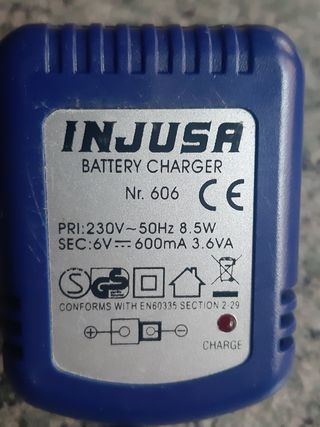 INJUSA
BATTERY CHARGER
Nr. 606 CE
PRI:230V~50Hz 8.5W
SEC:6V⎓600mA 3.6VA
S GS
CONFORMS WITH EN60335 SECTION 2-29
+ −
CHARGE